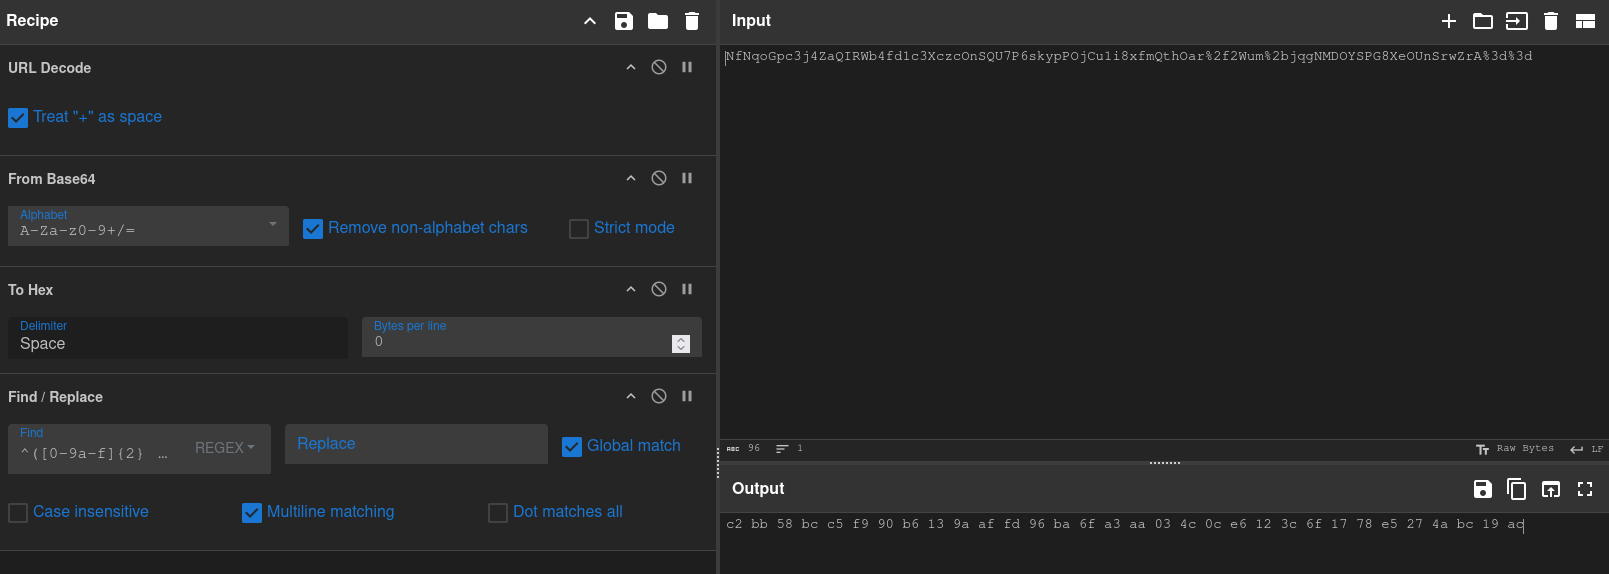 Recipe
URL Decode
Treat "+" as space
From Base64
Alphabet
A-Za-z0-9+/=
Remove non-alphabet chars
Strict mode
To Hex
Delimiter
Space
Bytes per line
0
Find / Replace
Find
^([0-9a-f]{2} …
REGEX
Replace
Global match
Case insensitive
Multiline matching
Dot matches all
Input
NfNqoGpc3j4ZaQIRWb4fd1c3XczcOnSQU7P6skypPOjCu1i8xfmQthOar%2f2Wum%2bjqgNMDOYSPG8XeOUnSrwZrA%3d%3d
ABC 96 1
Raw Bytes LF
Output
c2 bb 58 bc c5 f9 90 b6 13 9a af fd 96 ba 6f a3 aa 03 4c 0c e6 12 3c 6f 17 78 e5 27 4a bc 19 ac